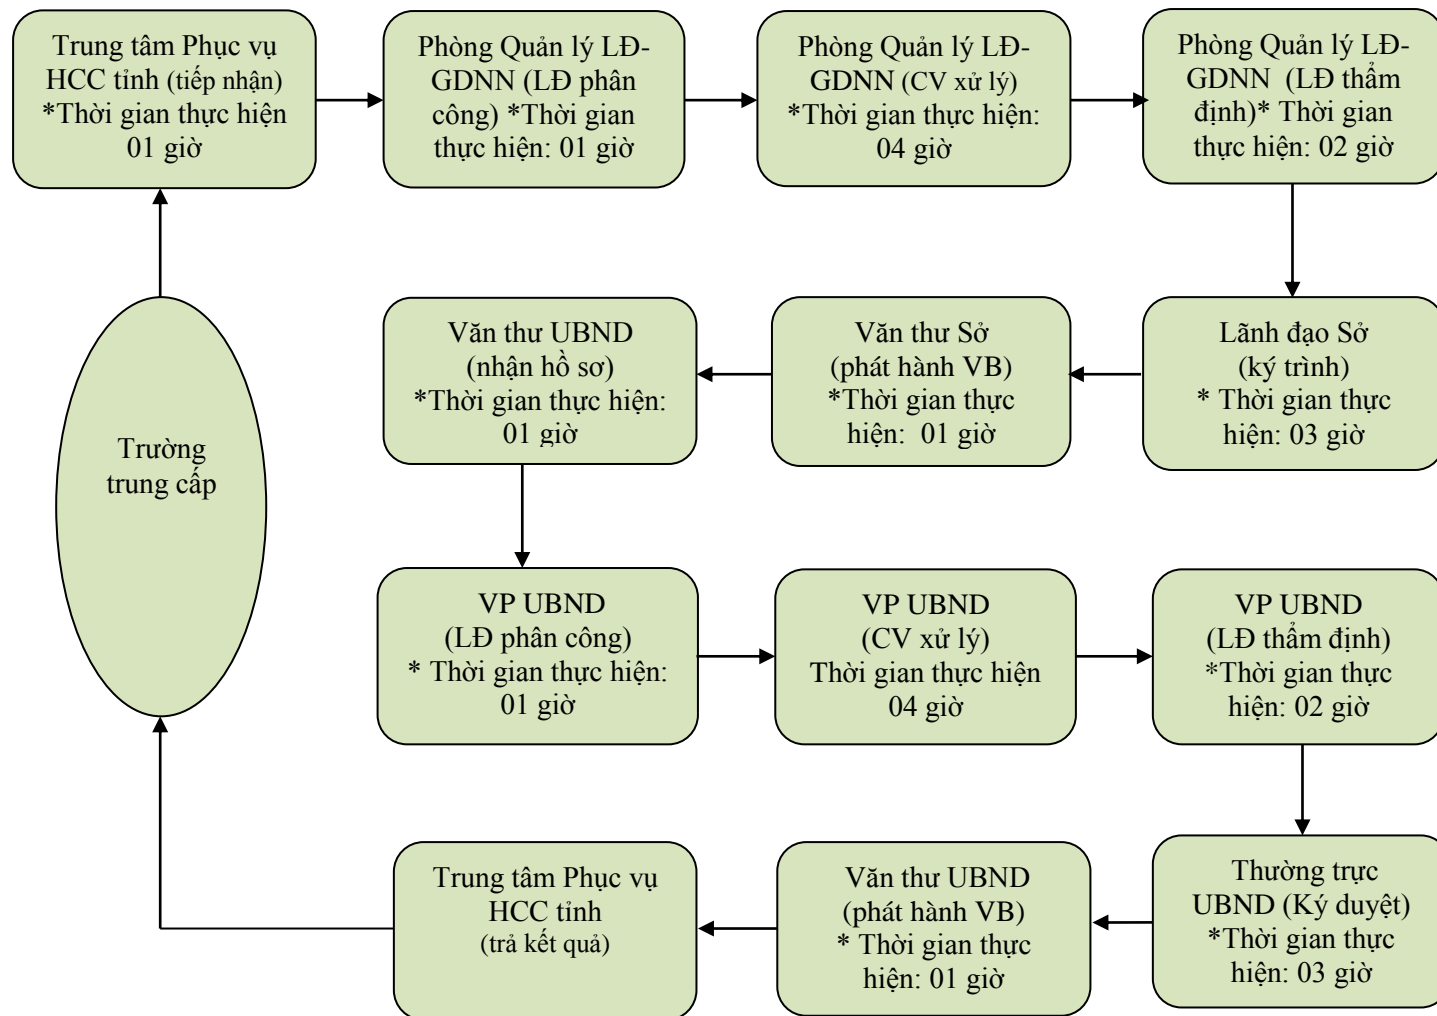 Trung tâm Phục vụ
HCC tỉnh (tiếp nhận)
*Thời gian thực hiện
01 giờ
Phòng Quản lý LĐ-
GDNN (LĐ phân
công) *Thời gian
thực hiện: 01 giờ
Phòng Quản lý LĐ-
GDNN (CV xử lý)
*Thời gian thực hiện:
04 giờ
Phòng Quản lý LĐ-
GDNN (LĐ thẩm
định)* Thời gian
thực hiện: 02 giờ
Lãnh đạo Sở
(ký trình)
* Thời gian thực
hiện: 03 giờ
Văn thư Sở
(phát hành VB)
*Thời gian thực
hiện: 01 giờ
Văn thư UBND
(nhận hồ sơ)
*Thời gian thực hiện:
01 giờ
Trường
trung cấp
VP UBND
(LĐ phân công)
* Thời gian thực hiện:
01 giờ
VP UBND
(CV xử lý)
Thời gian thực hiện
04 giờ
VP UBND
(LĐ thẩm định)
*Thời gian thực
hiện: 02 giờ
Thường trực
UBND (Ký duyệt)
*Thời gian thực
hiện: 03 giờ
Văn thư UBND
(phát hành VB)
* Thời gian thực
hiện: 01 giờ
Trung tâm Phục vụ
HCC tỉnh
(trả kết quả)